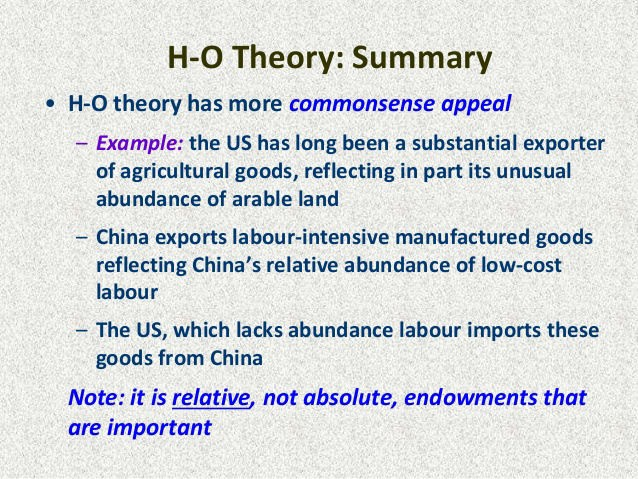 H-O Theory: Summary
• H-O theory has more commonsense appeal
– Example: the US has long been a substantial exporter
of agricultural goods, reflecting in part its unusual
abundance of arable land
– China exports labour-intensive manufactured goods
reflecting China's relative abundance of low-cost
labour
– The US, which lacks abundance labour imports these
goods from China
Note: it is relative, not absolute, endowments that
are important